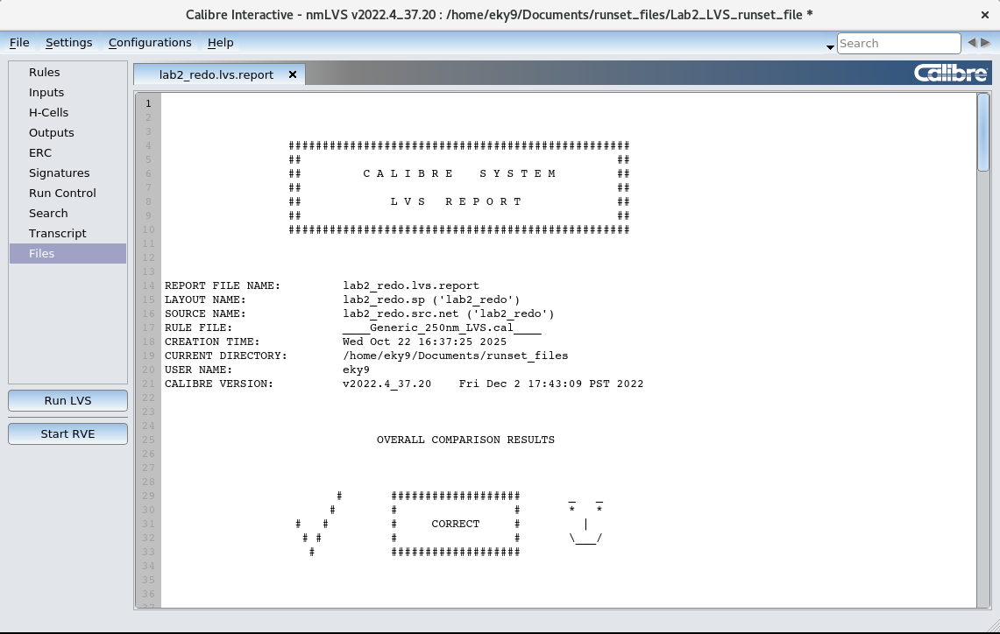 Calibre Interactive - nmLVS v2022.4_37.20 : /home/eky9/Documents/runset_files/Lab2_LVS_runset_file *
File Settings Configurations Help Search
lab2_redo.lvs.report
Calibre
Rules
Inputs
H-Cells
Outputs
ERC
Signatures
Run Control
Search
Transcript
Files
Run LVS
Start RVE
1
2
3
4 ##################################################
5 ## ##
6 ## C A L I B R E S Y S T E M ##
7 ## ##
8 ## L V S R E P O R T ##
9 ## ##
10 ##################################################
11
12
13
14 REPORT FILE NAME: lab2_redo.lvs.report
15 LAYOUT NAME: lab2_redo.sp ('lab2_redo')
16 SOURCE NAME: lab2_redo.src.net ('lab2_redo')
17 RULE FILE: ____Generic_250nm_LVS.cal____
18 CREATION TIME: Wed Oct 22 16:37:25 2025
19 CURRENT DIRECTORY: /home/eky9/Documents/runset_files
20 USER NAME: eky9
21 CALIBRE VERSION: v2022.4_37.20 Fri Dec 2 17:43:09 PST 2022
22
23
24
25 OVERALL COMPARISON RESULTS
26
27
28
29 # ################### _ _
30 # # # * *
31 # # # CORRECT # |
32 # # # # \___/
33 # ###################
34
35
36
37